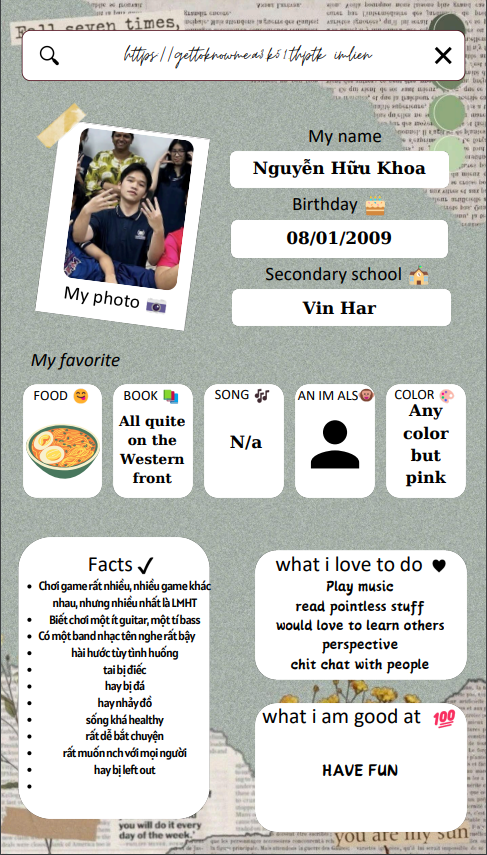 Fall seven times,
https://gettoknowme
My name
Nguyễn Hữu Khoa
Birthday
08/01/2009
Secondary school
Vin Har
My photo
My favorite
FOOD
BOOK
SONG
AN IM ALS
COLOR
All quite
on the
Western
front
N/a
Any
color
but
pink
Facts
Chơi game rất nhiều, nhiều game khác
nhau, nhưng nhiều nhất là LMHT
Biết chơi một ít guitar, một tí bass
Có một band nhạc tên nghe rất bậy
hài hước tùy tình huống
tai bị điếc
hay bị đá
hay nhảy đổ
sống khá healthy
rất dễ bắt chuyện
rất muốn nch với mọi người
hay bị left out
what i love to do
Play music
read pointless stuff
would love to learn others
perspective
chit chat with people
what i am good at
100
HAVE FUN
you will do it every
day of the week.'
you are my sun